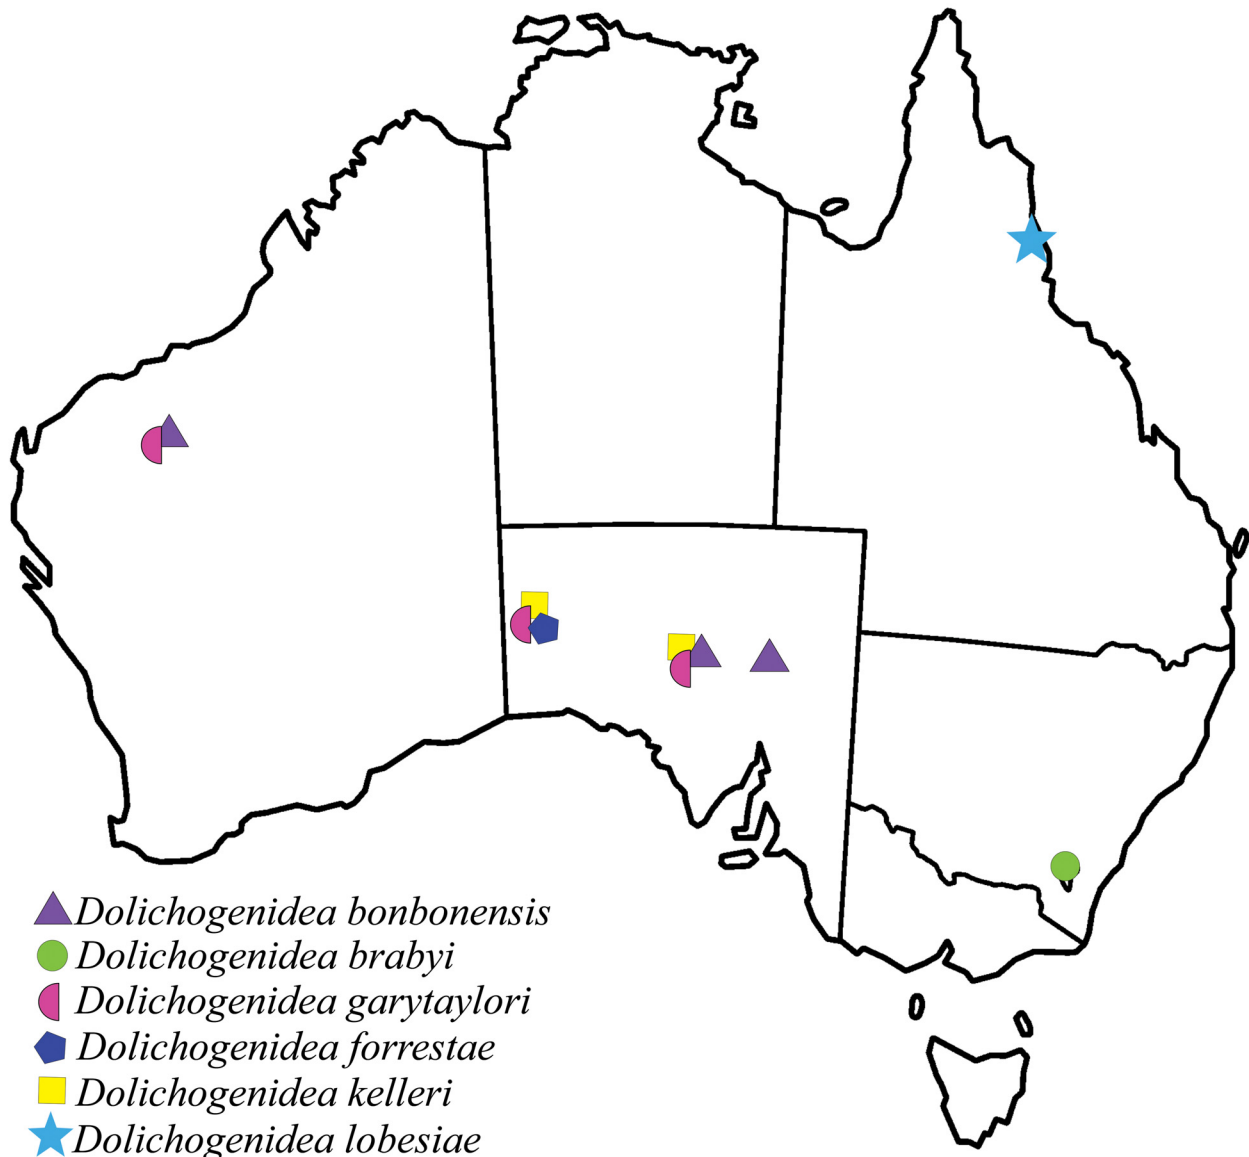 Dolichogenidea bonbonensis
Dolichogenidea brabyi
Dolichogenidea garytaylori
Dolichogenidea forrestae
Dolichogenidea kelleri
Dolichogenidea lobesiae